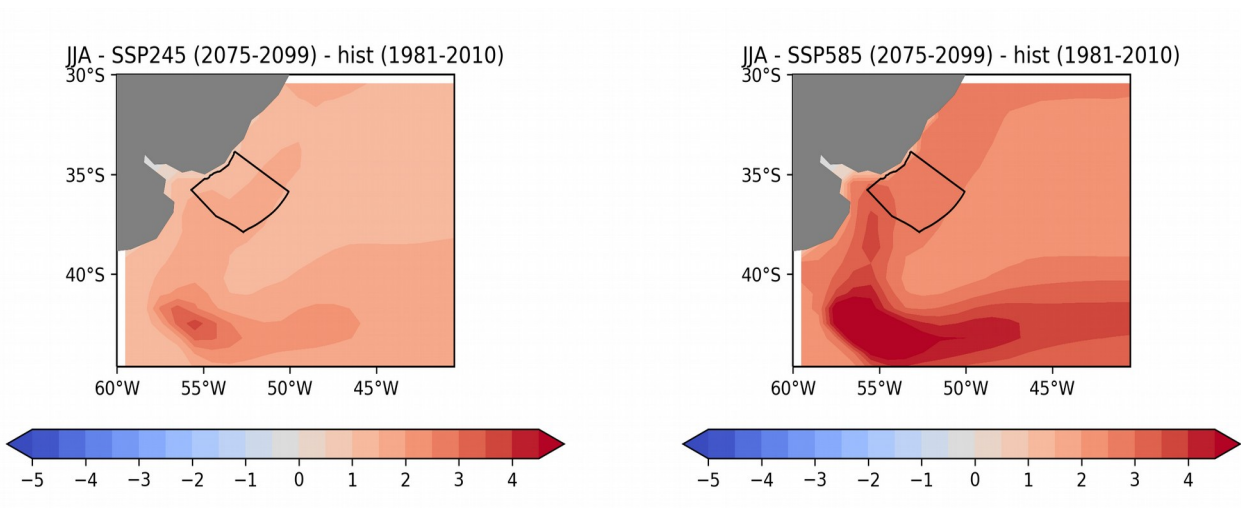 JJA - SSP245 (2075-2099) - hist (1981-2010)
30°S
35°S
40°S
60°W 55°W 50°W 45°W
−5 −4 −3 −2 −1 0 1 2 3 4
JJA - SSP585 (2075-2099) - hist (1981-2010)
30°S
35°S
40°S
60°W 55°W 50°W 45°W
−5 −4 −3 −2 −1 0 1 2 3 4